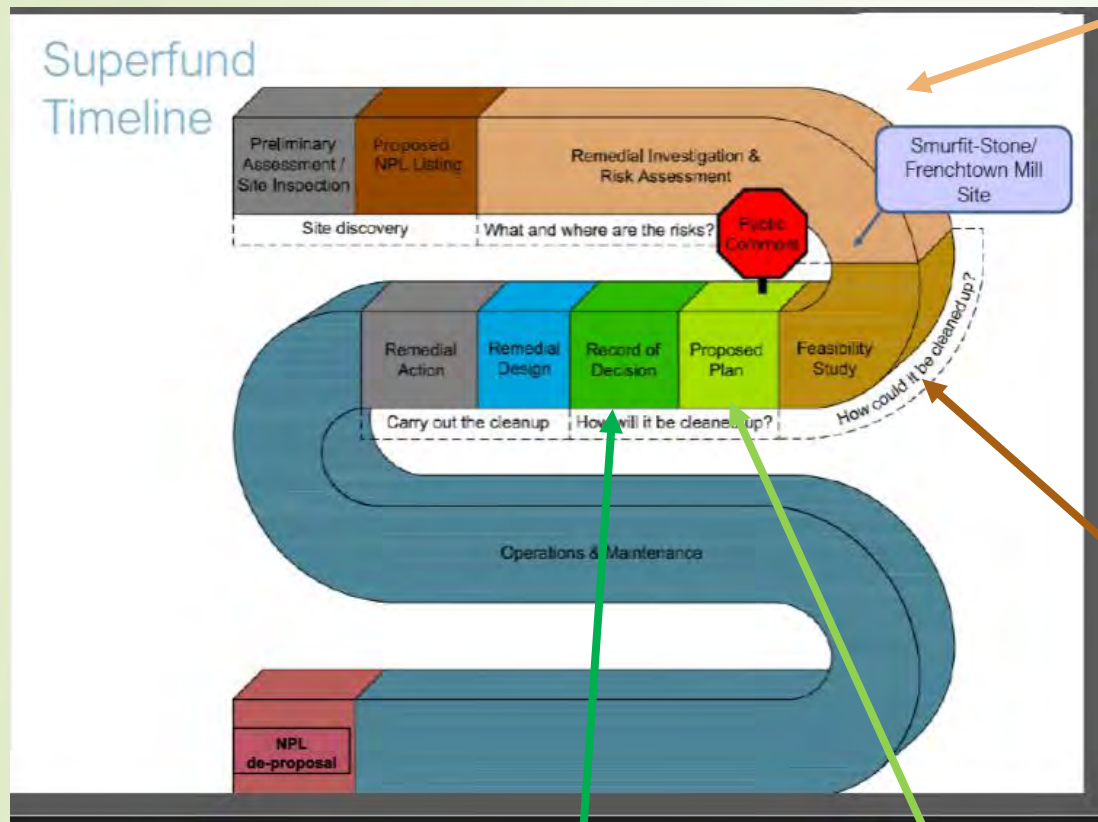 Superfund
Timeline
Preliminary
Assessment /
Site Inspection
Proposed
NPL Listing
Remedial Investigation &
Risk Assessment
Smurfit-Stone/
Frenchtown Mill
Site
Site discovery
What and where are the risks?
Public
Comment
Remedial
Action
Remedial
Design
Record of
Decision
Proposed
Plan
Feasibility
Study
How could it be cleaned up?
Carry out the cleanup
How will it be cleaned up?
Operations & Maintenance
NPL
de-proposal